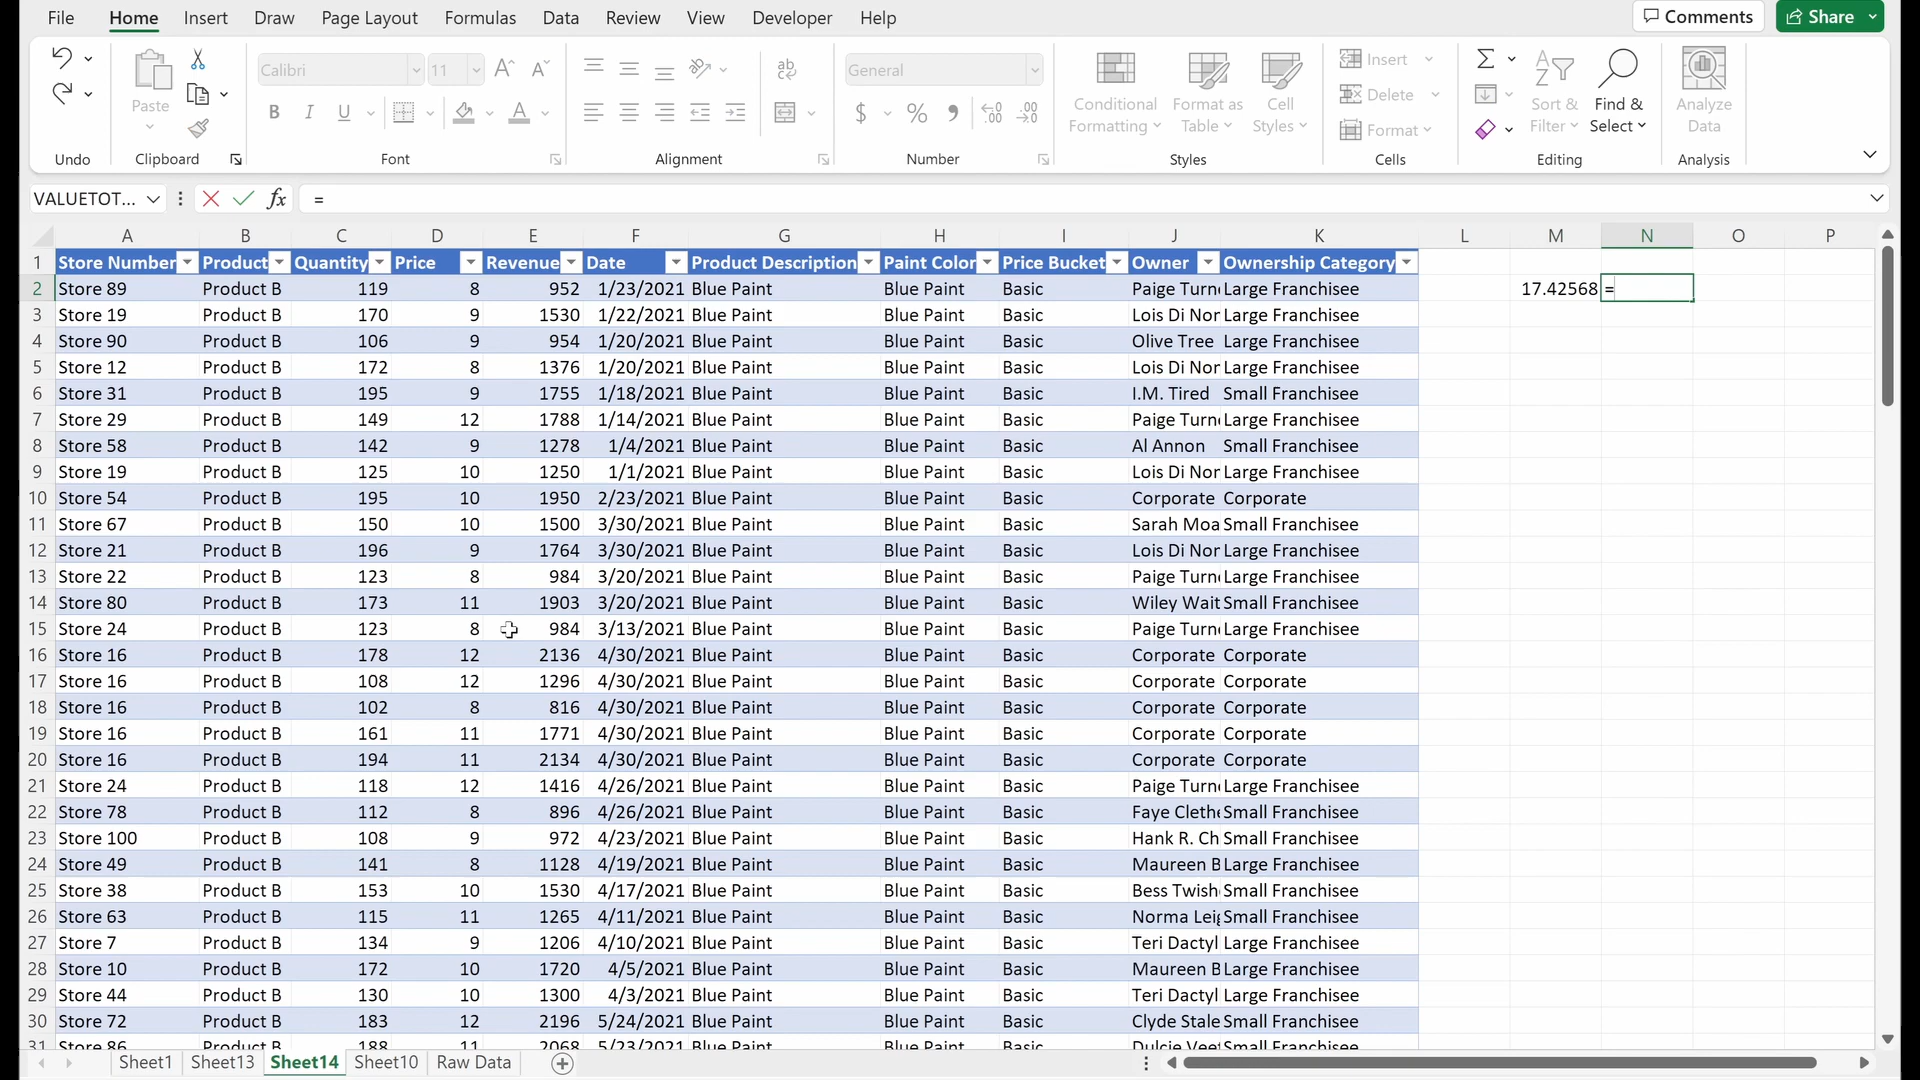 File Home Insert Draw Page Layout Formulas Data Review View Developer Help Comments Share
Calibri 11 General
Paste
B I U
ab
$ % 9
Conditional Formatting
Format as Table
Cell Styles
Insert
Delete
Format
Sort & Filter
Find & Select
Analyze Data
Undo Clipboard Font Alignment Number Styles Cells Editing Analysis
VALUETOT... fx =
A B C D E F G H I J K L M N O P
1 Store Number Product Quantity Price Revenue Date Product Description Paint Color Price Bucket Owner Ownership Category
2 Store 89 Product B 119 8 952 1/23/2021 Blue Paint Blue Paint Basic Paige Turn Large Franchisee 17.42568 =
3 Store 19 Product B 170 9 1530 1/22/2021 Blue Paint Blue Paint Basic Lois Di Nor Large Franchisee
4 Store 90 Product B 106 9 954 1/20/2021 Blue Paint Blue Paint Basic Olive Tree Large Franchisee
5 Store 12 Product B 172 8 1376 1/20/2021 Blue Paint Blue Paint Basic Lois Di Nor Large Franchisee
6 Store 31 Product B 195 9 1755 1/18/2021 Blue Paint Blue Paint Basic I.M. Tired Small Franchisee
7 Store 29 Product B 149 12 1788 1/14/2021 Blue Paint Blue Paint Basic Paige Turn Large Franchisee
8 Store 58 Product B 142 9 1278 1/4/2021 Blue Paint Blue Paint Basic Al Annon Small Franchisee
9 Store 19 Product B 125 10 1250 1/1/2021 Blue Paint Blue Paint Basic Lois Di Nor Large Franchisee
10 Store 54 Product B 195 10 1950 2/23/2021 Blue Paint Blue Paint Basic Corporate Corporate
11 Store 67 Product B 150 10 1500 3/30/2021 Blue Paint Blue Paint Basic Sarah Moa Small Franchisee
12 Store 21 Product B 196 9 1764 3/30/2021 Blue Paint Blue Paint Basic Lois Di Nor Large Franchisee
13 Store 22 Product B 123 8 984 3/20/2021 Blue Paint Blue Paint Basic Paige Turn Large Franchisee
14 Store 80 Product B 173 11 1903 3/20/2021 Blue Paint Blue Paint Basic Wiley Wait Small Franchisee
15 Store 24 Product B 123 8 984 3/13/2021 Blue Paint Blue Paint Basic Paige Turn Large Franchisee
16 Store 16 Product B 178 12 2136 4/30/2021 Blue Paint Blue Paint Basic Corporate Corporate
17 Store 16 Product B 108 12 1296 4/30/2021 Blue Paint Blue Paint Basic Corporate Corporate
18 Store 16 Product B 102 8 816 4/30/2021 Blue Paint Blue Paint Basic Corporate Corporate
19 Store 16 Product B 161 11 1771 4/30/2021 Blue Paint Blue Paint Basic Corporate Corporate
20 Store 16 Product B 194 11 2134 4/30/2021 Blue Paint Blue Paint Basic Corporate Corporate
21 Store 24 Product B 118 12 1416 4/26/2021 Blue Paint Blue Paint Basic Paige Turn Large Franchisee
22 Store 78 Product B 112 8 896 4/26/2021 Blue Paint Blue Paint Basic Faye Cleth Small Franchisee
23 Store 100 Product B 108 9 972 4/23/2021 Blue Paint Blue Paint Basic Hank R. Ch Small Franchisee
24 Store 49 Product B 141 8 1128 4/19/2021 Blue Paint Blue Paint Basic Maureen B Large Franchisee
25 Store 38 Product B 153 10 1530 4/17/2021 Blue Paint Blue Paint Basic Bess Twish Small Franchisee
26 Store 63 Product B 115 11 1265 4/11/2021 Blue Paint Blue Paint Basic Norma Leig Small Franchisee
27 Store 7 Product B 134 9 1206 4/10/2021 Blue Paint Blue Paint Basic Teri Dactyl Large Franchisee
28 Store 10 Product B 172 10 1720 4/5/2021 Blue Paint Blue Paint Basic Maureen B Large Franchisee
29 Store 44 Product B 130 10 1300 4/3/2021 Blue Paint Blue Paint Basic Teri Dactyl Large Franchisee
30 Store 72 Product B 183 12 2196 5/24/2021 Blue Paint Blue Paint Basic Clyde Stale Small Franchisee
31 Store 86 Product B 188 11 2068 5/23/2021 Blue Paint Blue Paint Basic Small Franchisee
Sheet1 Sheet13 Sheet14 Sheet10 Raw Data